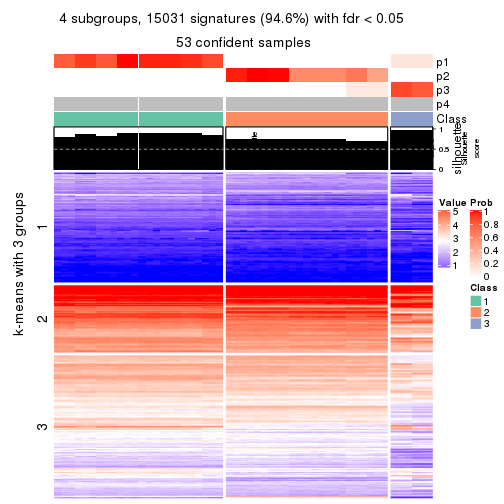 4 subgroups, 15031 signatures (94.6%) with fdr < 0.05
53 confident samples
p1
p2
p3
p4
Class
1
0.5
0
silhouette
Silhouette
score
k-means with 3 groups
1
2
3
Value
5
4
3
2
1
Prob
1
0.8
0.6
0.4
0.2
0
Class
1
2
3